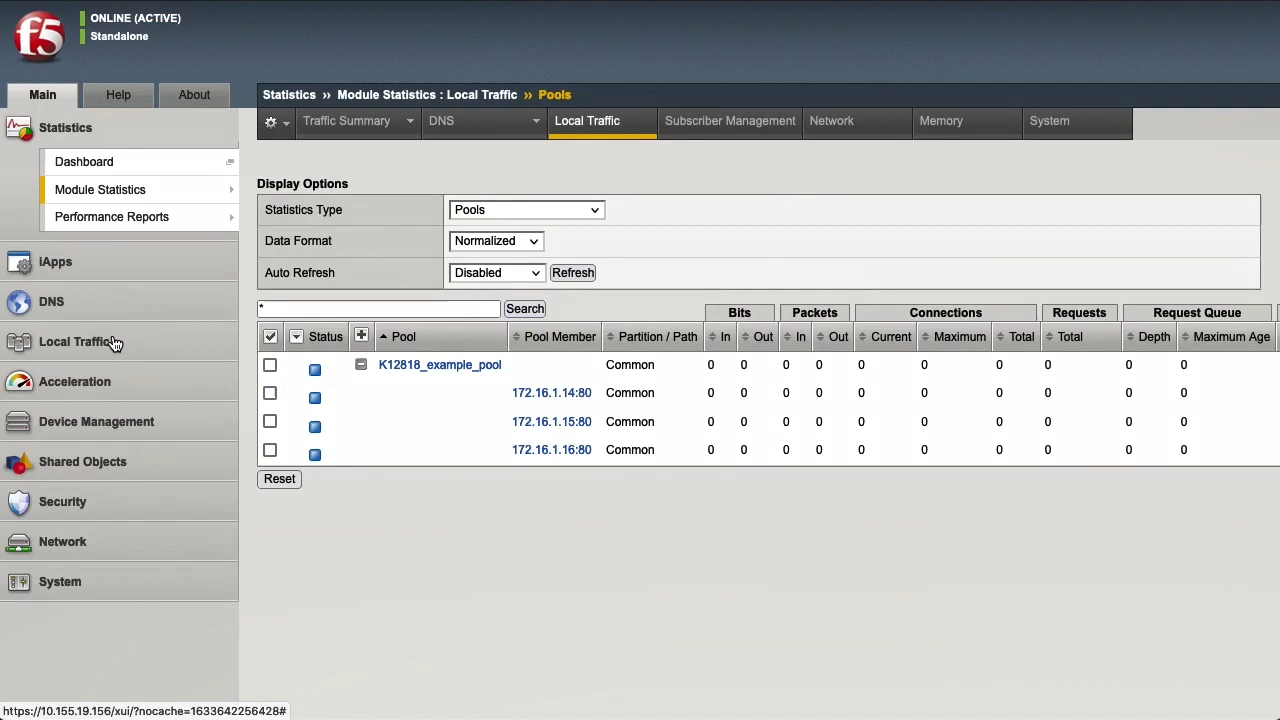 f5
ONLINE (ACTIVE)
Standalone
Main Help About
Statistics » Module Statistics : Local Traffic » Pools
Traffic Summary DNS Local Traffic Subscriber Management Network Memory System
Statistics
Dashboard
Module Statistics
Performance Reports
iApps
DNS
Local Traffic
Acceleration
Device Management
Shared Objects
Security
Network
System
Display Options
Statistics Type Pools
Data Format Normalized
Auto Refresh Disabled Refresh
* Search
Bits Packets Connections Requests Request Queue
Status Pool Pool Member Partition / Path In Out In Out Current Maximum Total Total Depth Maximum Age
K12818_example_pool Common 0 0 0 0 0 0 0 0 0 0
172.16.1.14:80 Common 0 0 0 0 0 0 0 0 0 0
172.16.1.15:80 Common 0 0 0 0 0 0 0 0 0 0
172.16.1.16:80 Common 0 0 0 0 0 0 0 0 0 0
Reset
https://10.155.19.156/xui/?nocache=1633642256428#